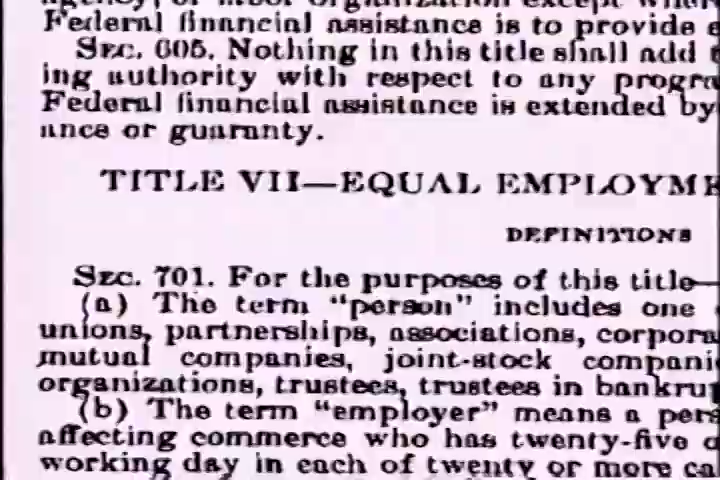 Federal financial assistance is to provide
SEC. 605. Nothing in this title shall add
ing authority with respect to any progra
Federal financial assistance is extended by
ance or guaranty.
TITLE VII—EQUAL EMPLOYME
DEFINITIONS
SEC. 701. For the purposes of this title—
(a) The term "person" includes one
unions, partnerships, associations, corpora
mutual companies, joint-stock compani
organizations, trustees, trustees in bankrup
(b) The term "employer" means a pers
affecting commerce who has twenty-five o
working day in each of twenty or more ca